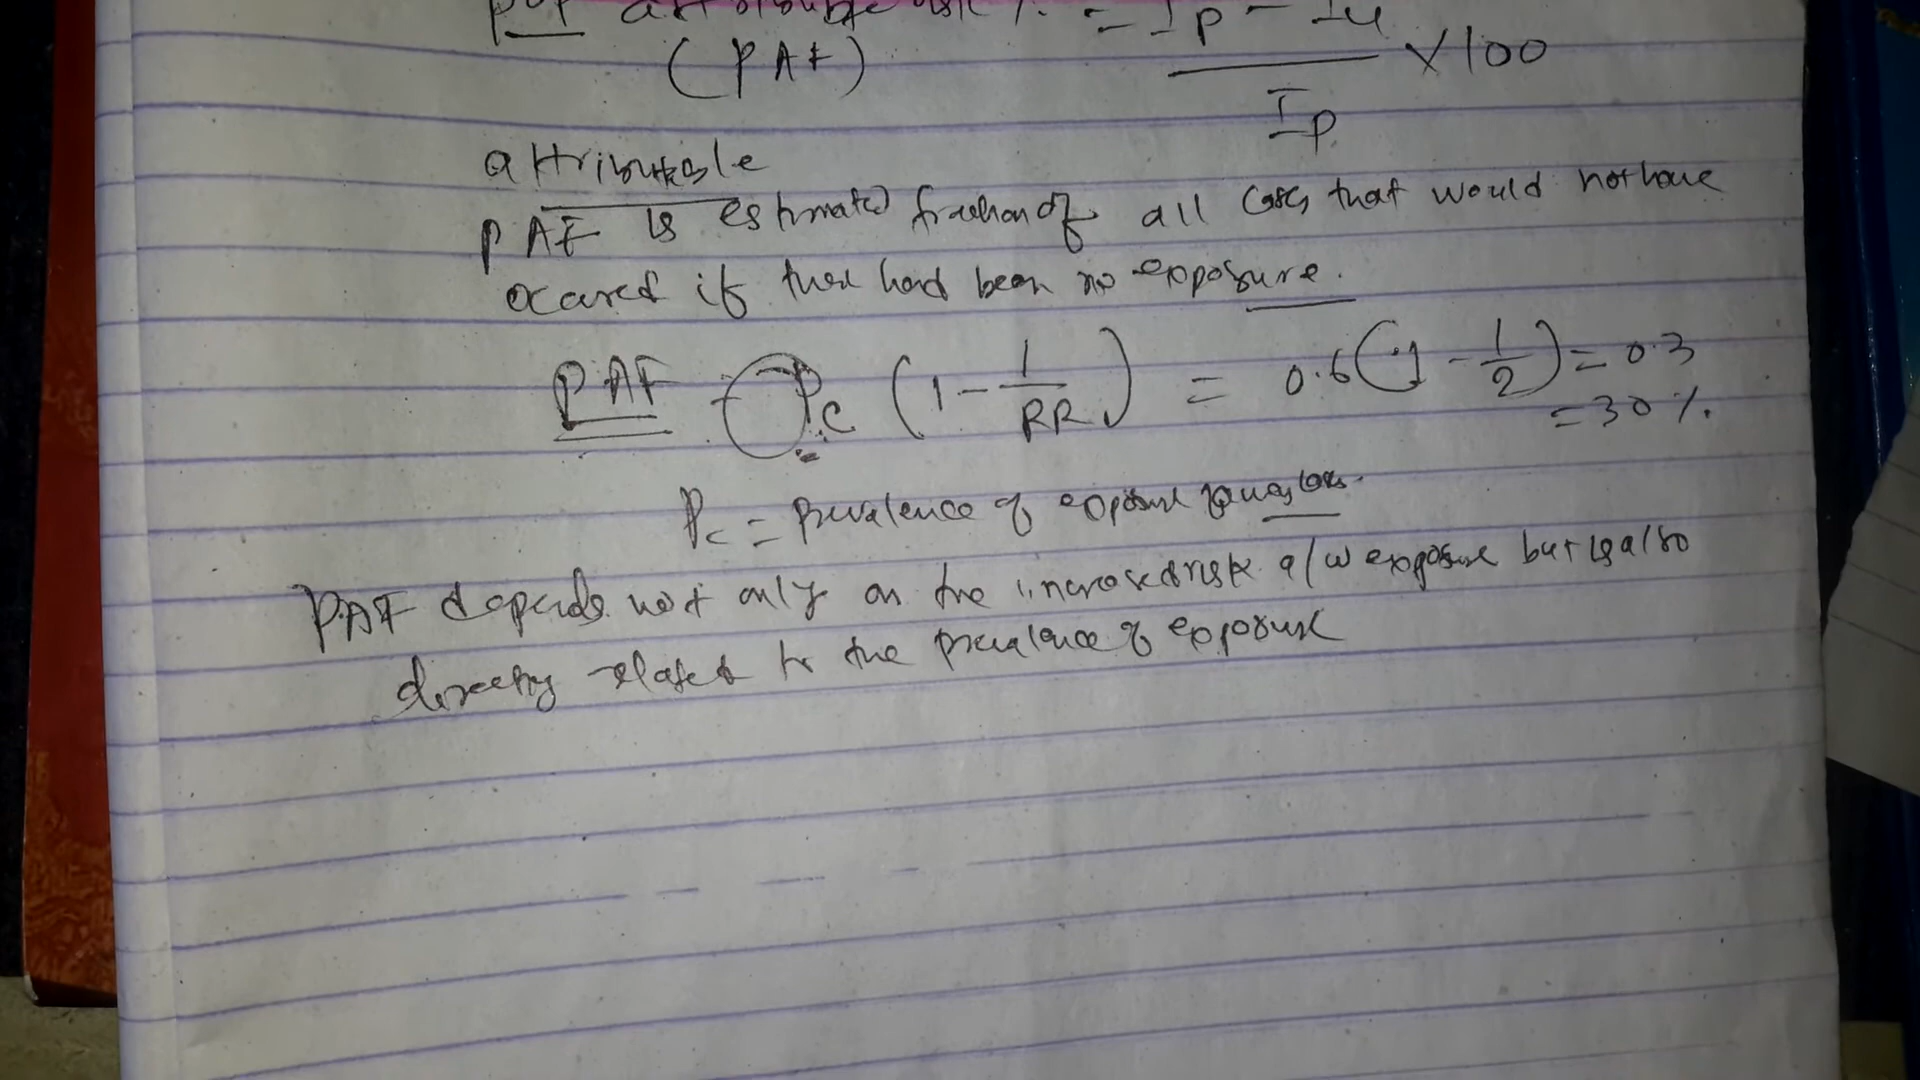 pop attributable risk % = Ip - Iu
(PAF) × 100
Ip
attributable
PAF is estimated fraction of all cases that would not have
occured if there had been no exposure.
PAF = Pc (1 - 1/RR) = 0.6 (1 - 1/2) = 0.3
= 30%.
Pc = Prevalence of exposure
PAF depends not only on the increased risk a/w exposure but is also
directly related to the prevalence of exposure